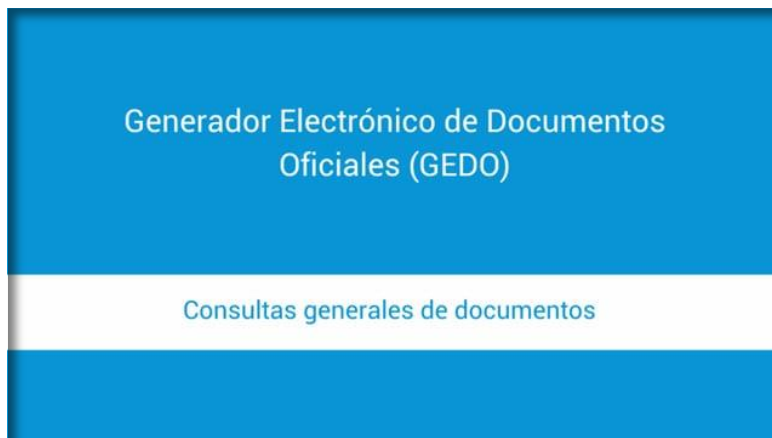 Generador Electrónico de Documentos
Oficiales (GEDO)
Consultas generales de documentos